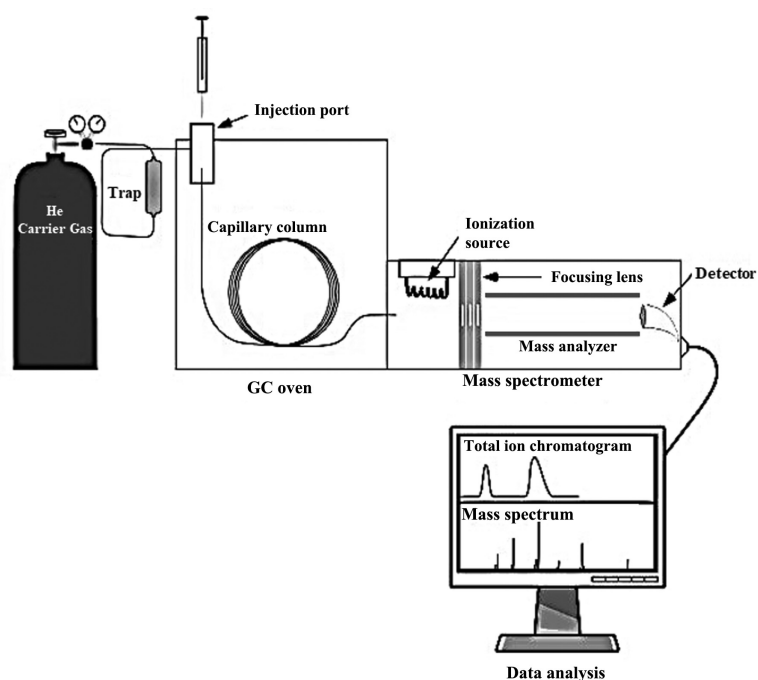 Injection port
Trap
He
Carrier Gas
Capillary column
Ionization
source
Focusing lens
Detector
Mass analyzer
GC oven
Mass spectrometer
Total ion chromatogram
Mass spectrum
Data analysis